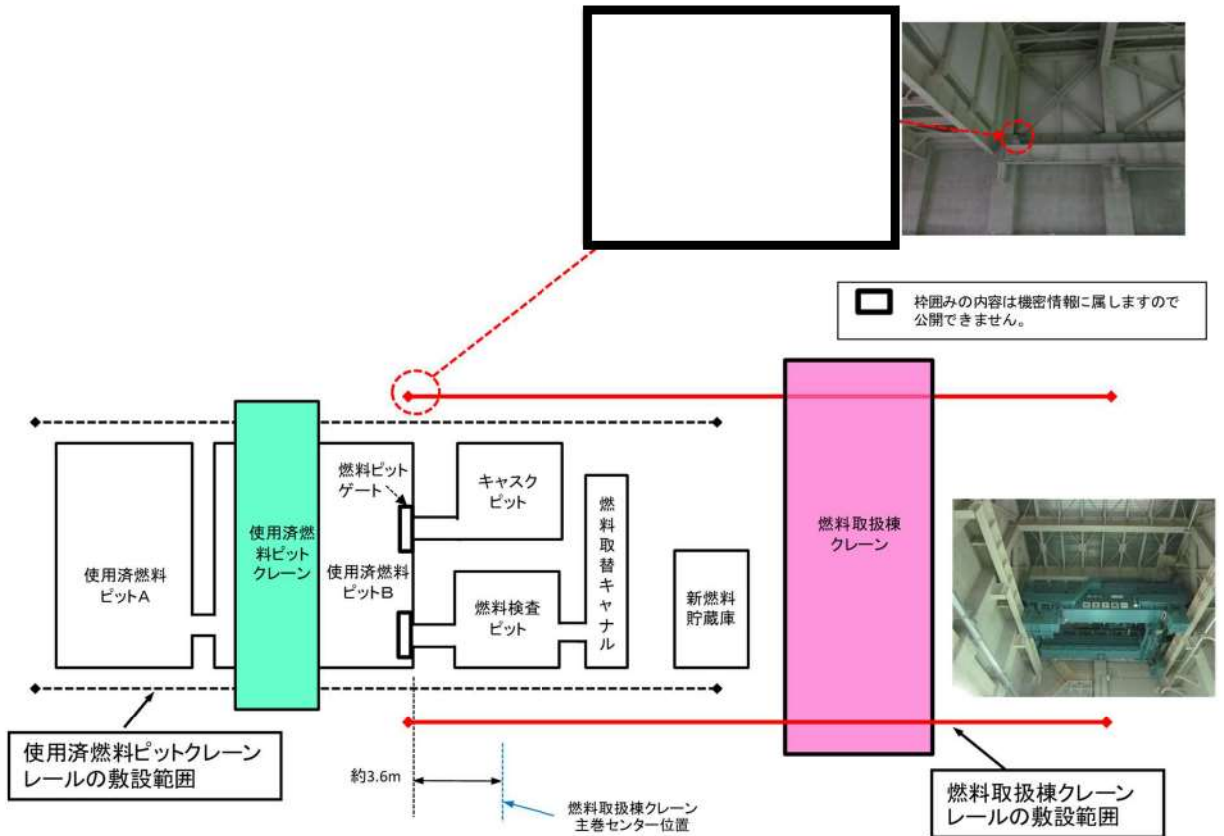 枠囲みの内容は機密情報に属しますので
公開できません。
燃料ピット
ゲート
キャスク
ピット
燃料取替キャナル
使用済燃
料ピット
クレーン
燃料取扱棟
クレーン
使用済燃料
ピットA
使用済燃料
ピットB
燃料検査
ピット
新燃料
貯蔵庫
使用済燃料ピットクレーン
レールの敷設範囲
約3.6m
燃料取扱棟クレーン
主巻センター位置
燃料取扱棟クレーン
レールの敷設範囲